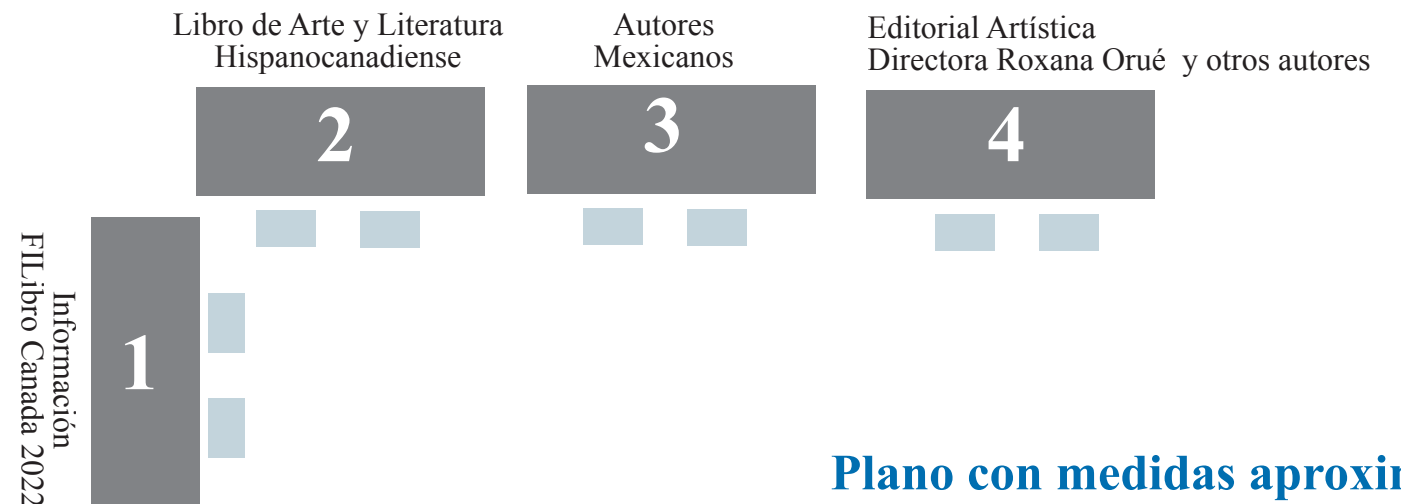 Libro de Arte y Literatura
Hispanocanadiense
2
Autores
Mexicanos
3
Editorial Artística
Directora Roxana Orué y otros autores
4
Información
FILibro Canada 2022
1
Plano con medidas